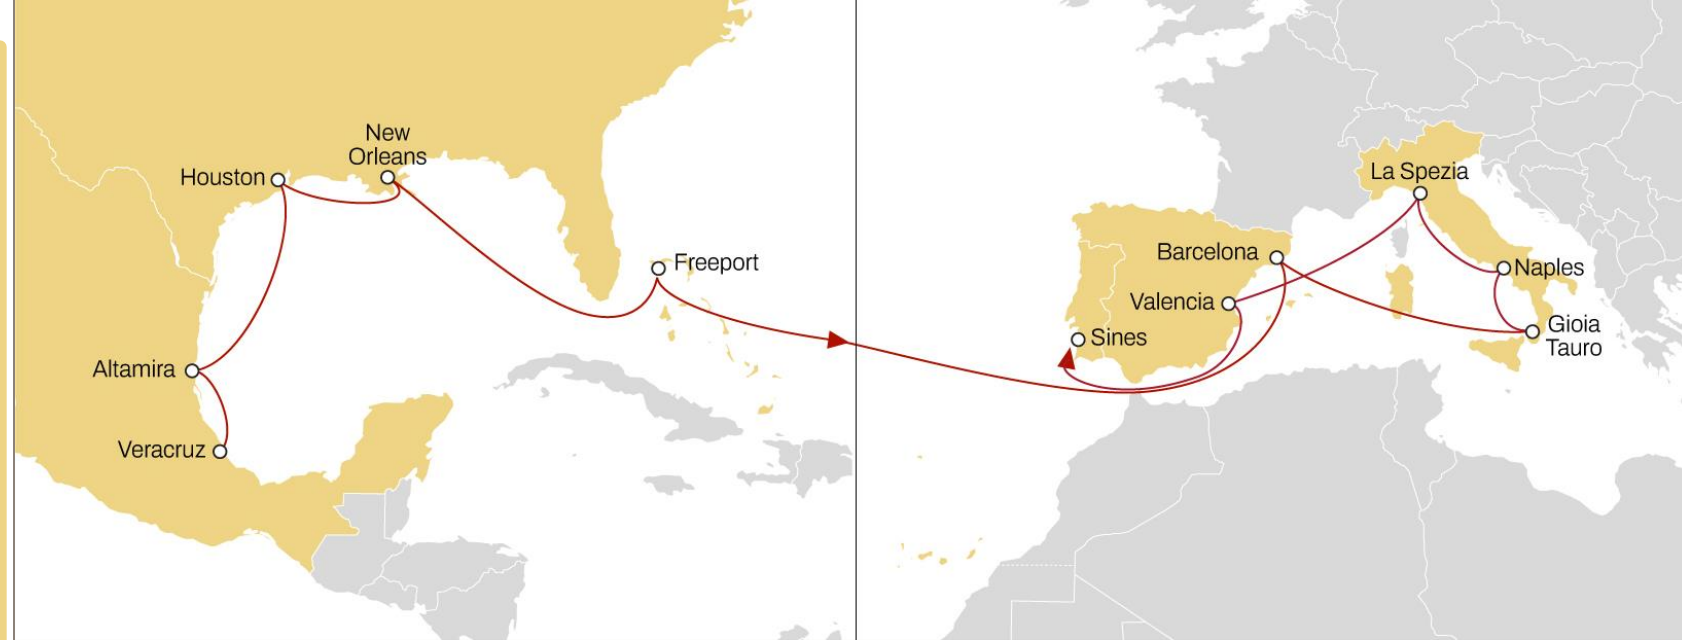 New
Orleans
Houston
Freeport
Altamira
Veracruz
La Spezia
Barcelona
Naples
Valencia
Gioia
Tauro
Sines